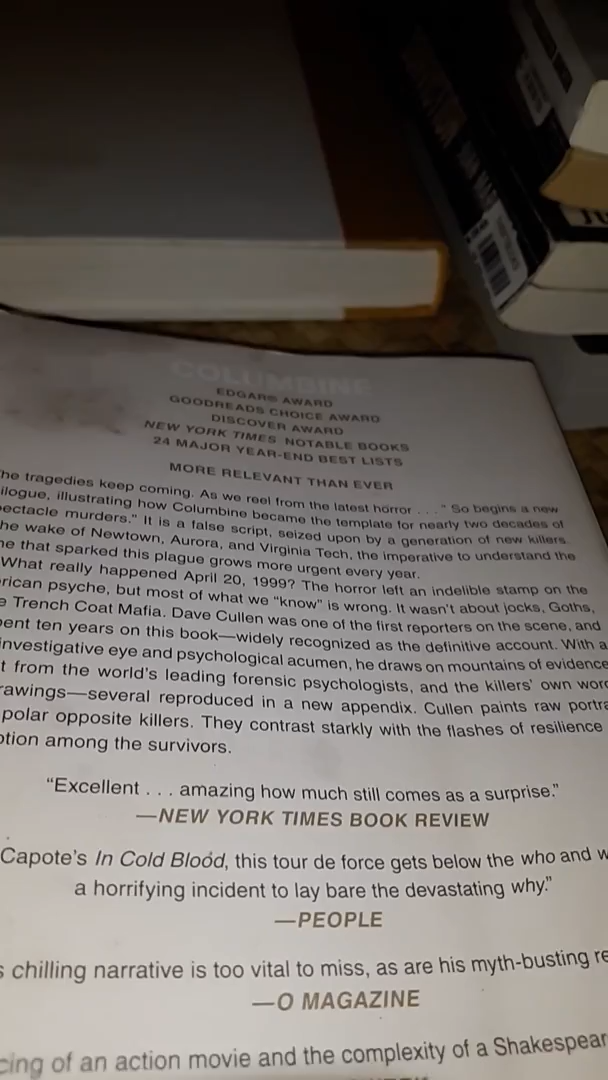 COLUMBINE
EDGAR® AWARD
GOODREADS CHOICE AWARD
DISCOVER AWARD
NEW YORK TIMES NOTABLE BOOKS
24 MAJOR YEAR-END BEST LISTS
MORE RELEVANT THAN EVER
he tragedies keep coming. As we reel from the latest horror . . ." So begins a new
ilogue, illustrating how Columbine became the template for nearly two decades of
ectacle murders." It is a false script, seized upon by a generation of new killers.
he wake of Newtown, Aurora, and Virginia Tech, the imperative to understand the
ne that sparked this plague grows more urgent every year.
What really happened April 20, 1999? The horror left an indelible stamp on the
rican psyche, but most of what we “know” is wrong. It wasn’t about jocks, Goths,
e Trench Coat Mafia. Dave Cullen was one of the first reporters on the scene, and
ent ten years on this book—widely recognized as the definitive account. With a
investigative eye and psychological acumen, he draws on mountains of evidence
t from the world’s leading forensic psychologists, and the killers’ own word
rawings—several reproduced in a new appendix. Cullen paints raw portra
polar opposite killers. They contrast starkly with the flashes of resilience
ption among the survivors.
“Excellent . . . amazing how much still comes as a surprise.”
—NEW YORK TIMES BOOK REVIEW
Capote’s In Cold Blood, this tour de force gets below the who and w
a horrifying incident to lay bare the devastating why.”
—PEOPLE
s chilling narrative is too vital to miss, as are his myth-busting re
—O MAGAZINE
cing of an action movie and the complexity of a Shakespear